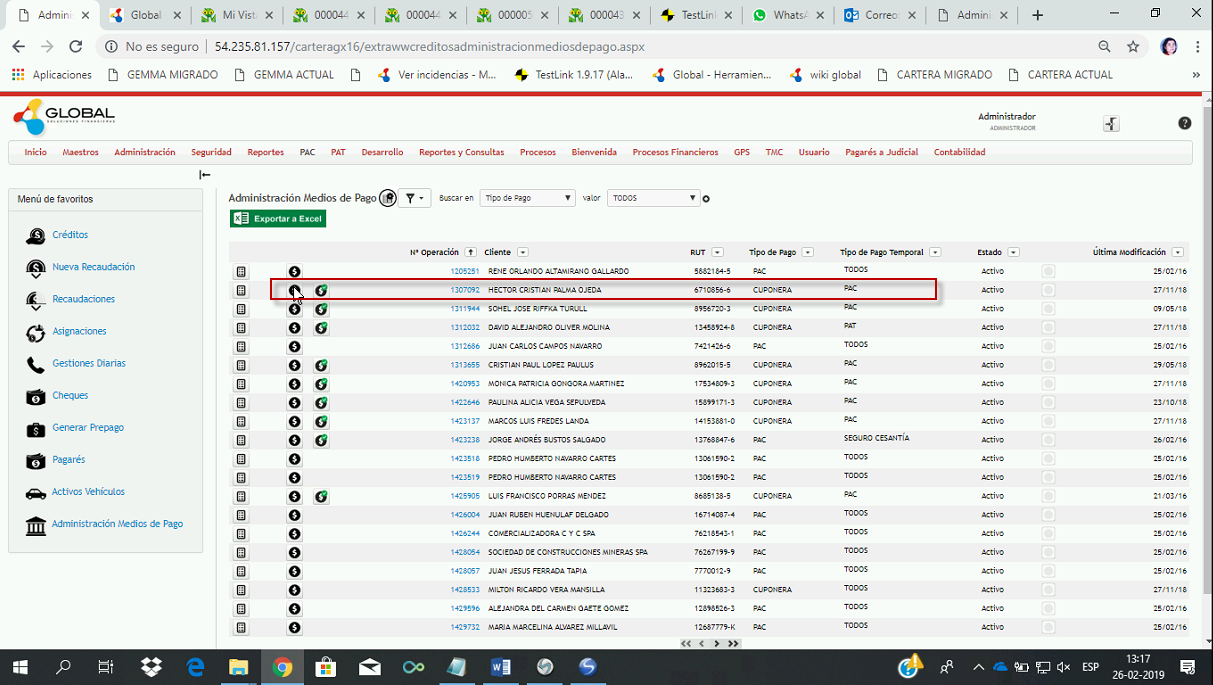 Admini
Global
Mi Vist
000044
000044
000005
000043
TestLin
WhatsA
Correo:
Admini
No es seguro
54.235.81.157/carteragx16/extrawwcreditosadministracionmediosdepago.aspx
Aplicaciones
GEMMA MIGRADO
GEMMA ACTUAL
Ver incidencias - M...
TestLink 1.9.17 (Ala...
Global - Herramien...
wiki global
CARTERA MIGRADO
CARTERA ACTUAL
GLOBAL
SOLUCIONES FINANCIERAS
Administrador
ADMINISTRADOR
Inicio Maestros Administración Seguridad Reportes PAC PAT Desarrollo Reportes y Consultas Procesos Bienvenida Procesos Financieros GPS TMC Usuario Pagarés a Judicial Contabilidad
Menú de favoritos
Créditos
Nueva Recaudación
Recaudaciones
Asignaciones
Gestiones Diarias
Cheques
Generar Prepago
Pagarés
Activos Vehículos
Administración Medios de Pago
Administración Medios de Pago
Buscar en Tipo de Pago valor TODOS
Exportar a Excel
Nº Operación Cliente RUT Tipo de Pago Tipo de Pago Temporal Estado Última Modificación
1205251 RENE ORLANDO ALTAMIRANO GALLARDO 5882184-5 PAC TODOS Activo 25/02/16
1307092 HECTOR CRISTIAN PALMA OJEDA 6710856-6 CUPONERA PAC Activo 27/11/18
1311944 SOHEL JOSE RIFFKA TURULL 8956720-3 CUPONERA PAC Activo 09/05/18
1312032 DAVID ALEJANDRO OLIVER MOLINA 13458924-8 CUPONERA PAT Activo 27/11/18
1312686 JUAN CARLOS CAMPOS NAVARRO 7421426-6 PAC TODOS Activo 25/02/16
1313655 CRISTIAN PAUL LOPEZ PAULUS 8962015-5 CUPONERA PAC Activo 29/05/18
1420953 MONICA PATRICIA GONGORA MARTINEZ 17534809-3 CUPONERA PAC Activo 27/11/18
1422646 PAULINA ALICIA VEGA SEPULVEDA 15899171-3 CUPONERA PAC Activo 23/10/18
1423137 MARCOS LUIS FREDES LANDA 14153881-0 CUPONERA PAC Activo 27/11/18
1423238 JORGE ANDRÉS BUSTOS SALGADO 13768847-6 PAC SEGURO CESANTÍA Activo 26/02/16
1423518 PEDRO HUMBERTO NAVARRO CARTES 13061590-2 PAC TODOS Activo 25/02/16
1423519 PEDRO HUMBERTO NAVARRO CARTES 13061590-2 PAC TODOS Activo 25/02/16
1425905 LUIS FRANCISCO PORRAS MENDEZ 8685138-5 CUPONERA PAC Activo 21/03/16
1426004 JUAN RUBEN HUENULAF DELGADO 16714087-4 PAC TODOS Activo 25/02/16
1426244 COMERCIALIZADORA C Y C SPA 76218543-1 PAC TODOS Activo 25/02/16
1428054 SOCIEDAD DE CONSTRUCCIONES MINERAS SPA 76267199-9 PAC TODOS Activo 25/02/16
1428057 JUAN JESUS FERRADA TAPIA 7770012-9 PAC TODOS Activo 25/02/16
1428533 MILTON RICARDO VERA MANSILLA 11323683-3 CUPONERA TODOS Activo 27/11/18
1429596 ALEJANDRA DEL CARMEN GAETE GOMEZ 12898526-3 PAC TODOS Activo 25/02/16
1429732 MARIA MARCELINA ALVAREZ MILLAVIL 12687779-K PAC TODOS Activo 25/02/16
ESP
13:17
26-02-2019